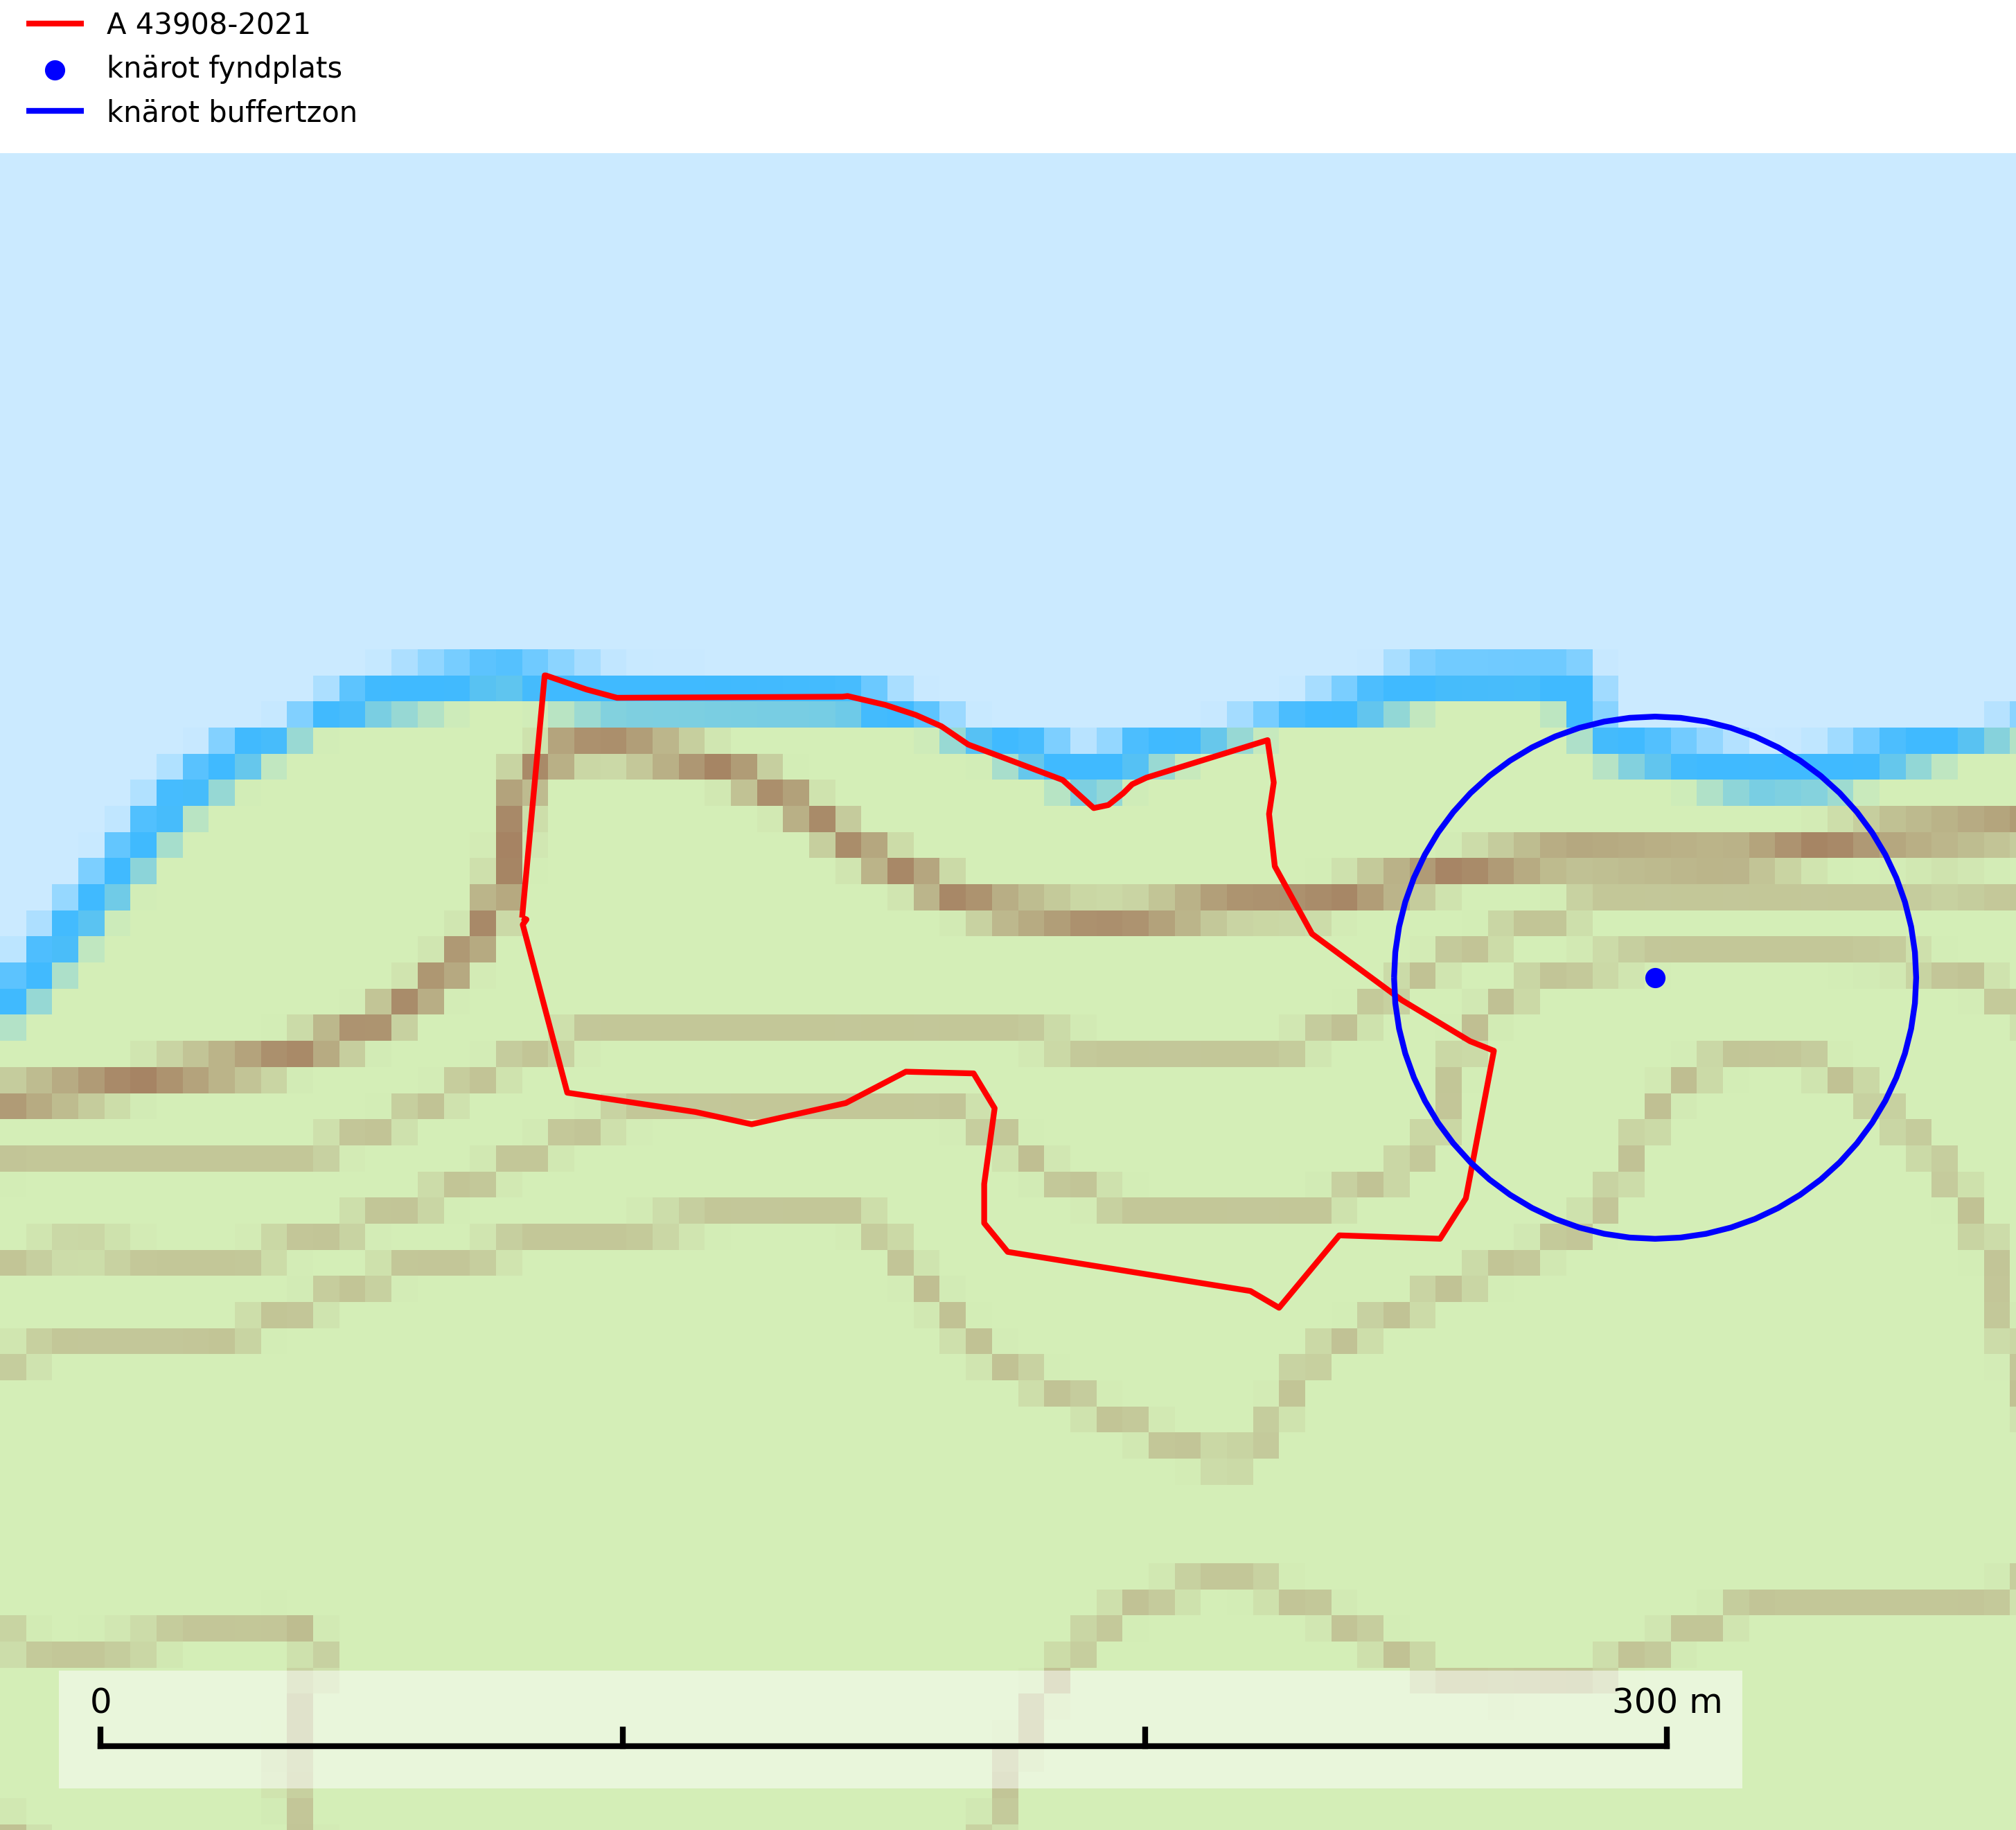 A 43908-2021
knärot fyndplats
knärot buffertzon
0 300 m